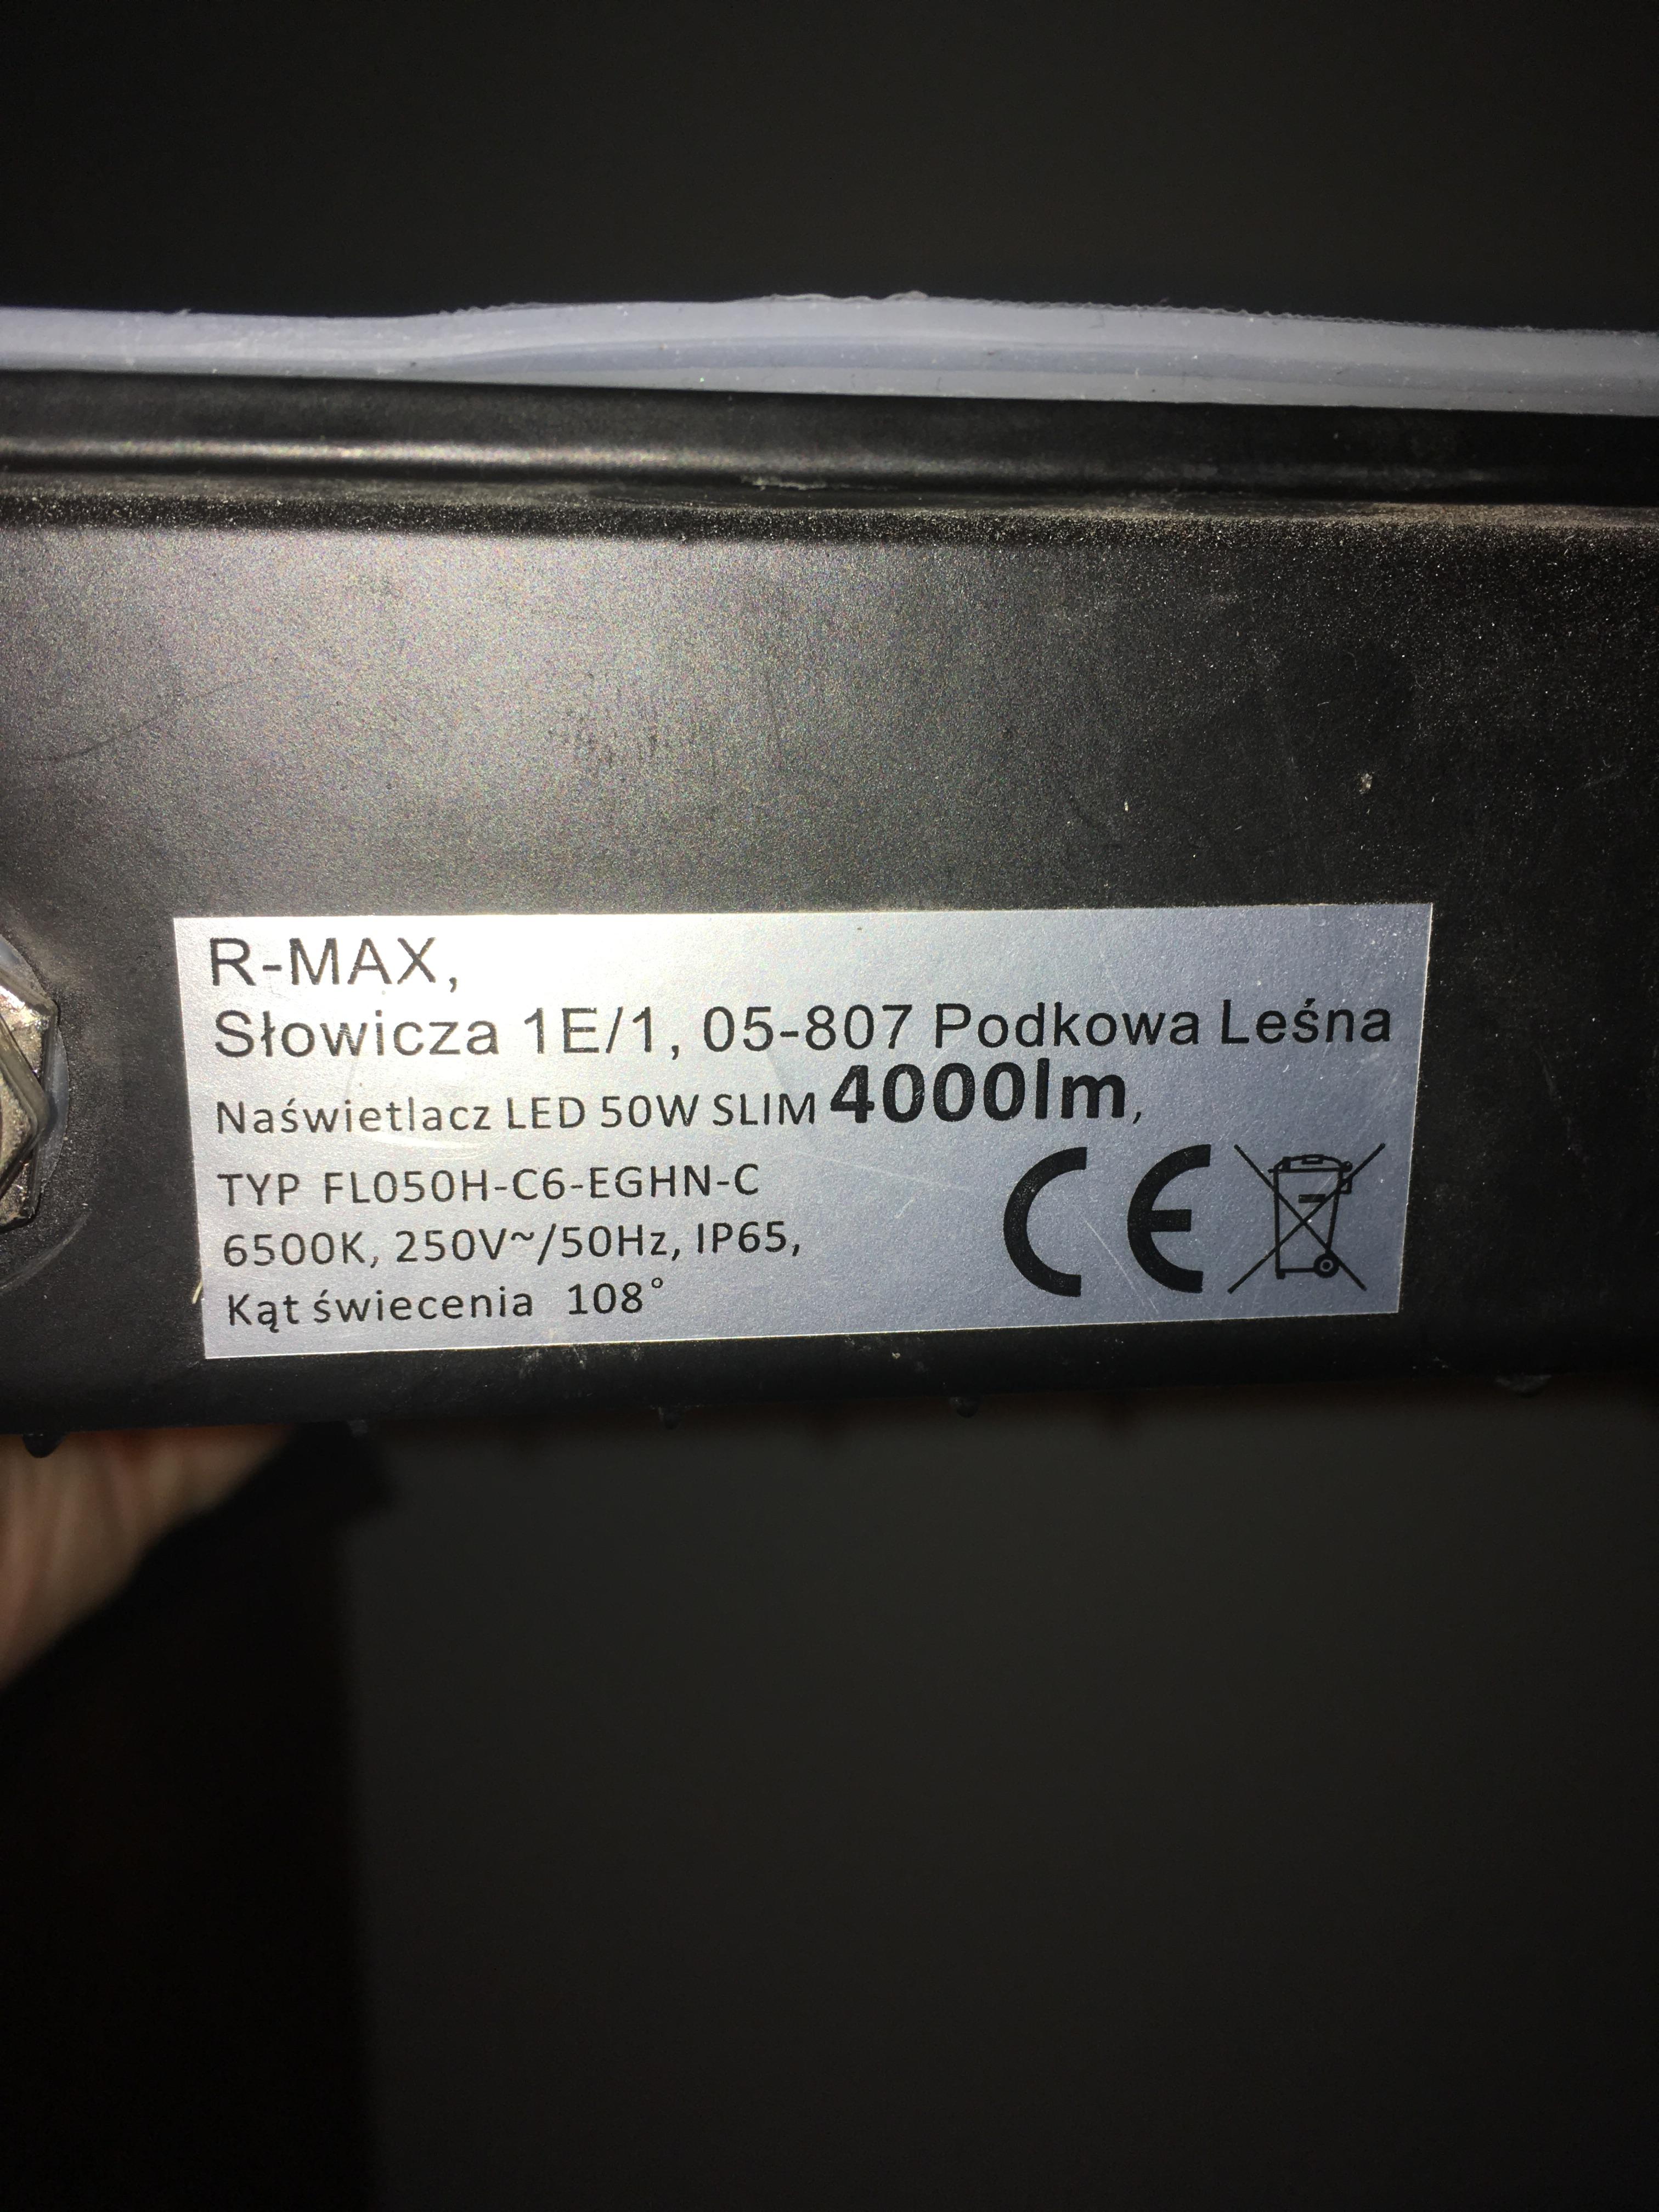 R-MAX,
Słowicza 1E/1, 05-807 Podkowa Leśna
Naświetlacz LED 50W SLIM 4000lm,
TYP FL050H-C6-EGHN-C
6500K, 250V~/50Hz, IP65,
Kąt świecenia 108°
CE